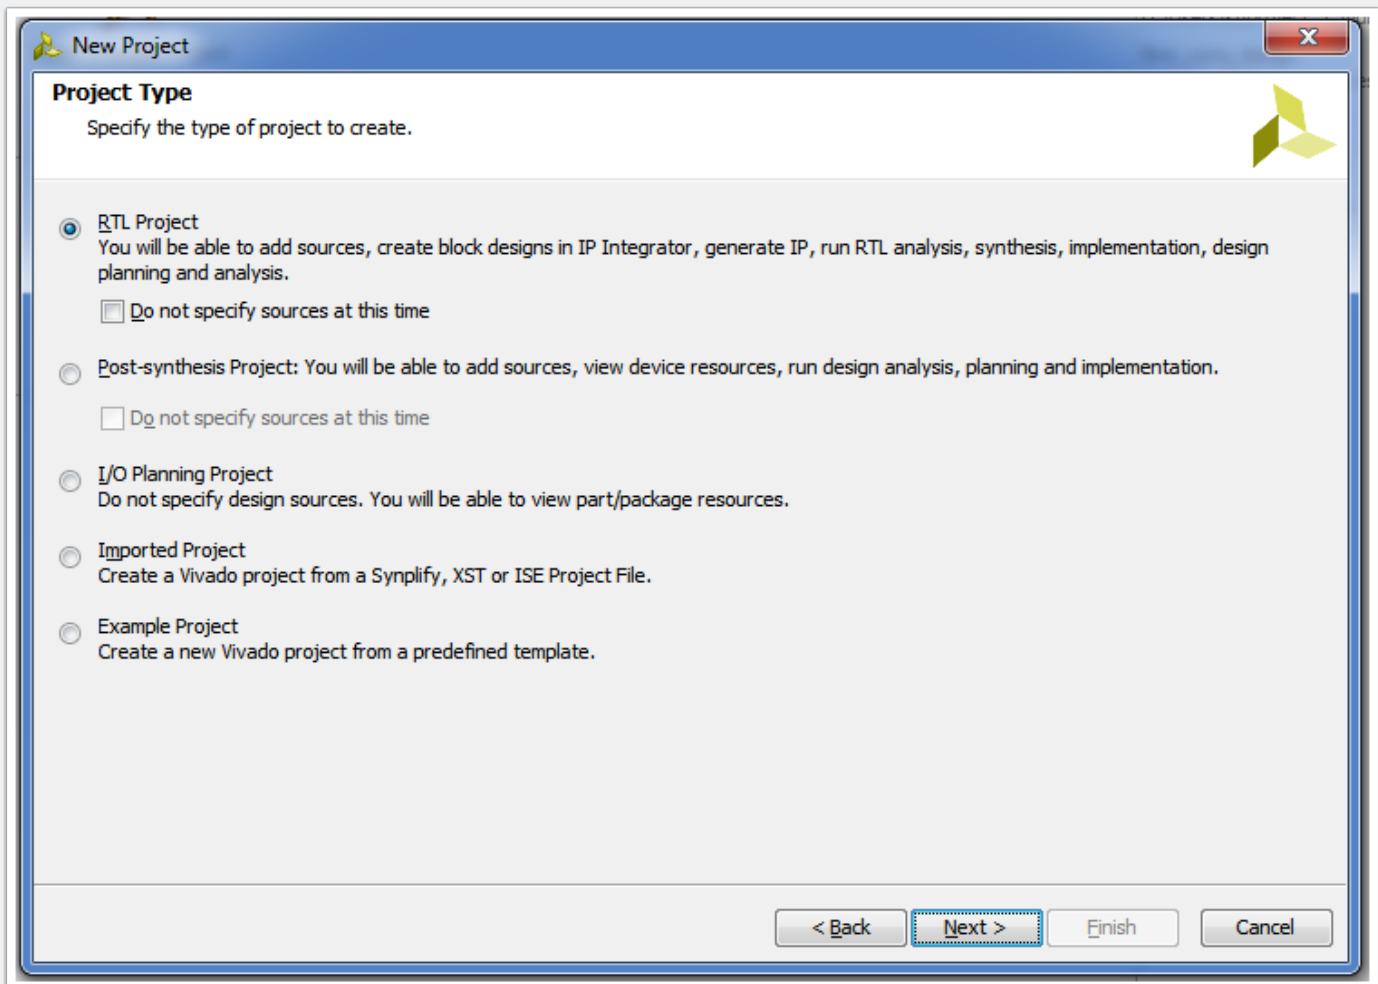 New Project
X
Project Type
Specify the type of project to create.
RTL Project
You will be able to add sources, create block designs in IP Integrator, generate IP, run RTL analysis, synthesis, implementation, design
planning and analysis.
Do not specify sources at this time
Post-synthesis Project: You will be able to add sources, view device resources, run design analysis, planning and implementation.
Do not specify sources at this time
I/O Planning Project
Do not specify design sources. You will be able to view part/package resources.
Imported Project
Create a Vivado project from a Synplify, XST or ISE Project File.
Example Project
Create a new Vivado project from a predefined template.
< Back Next > Finish Cancel